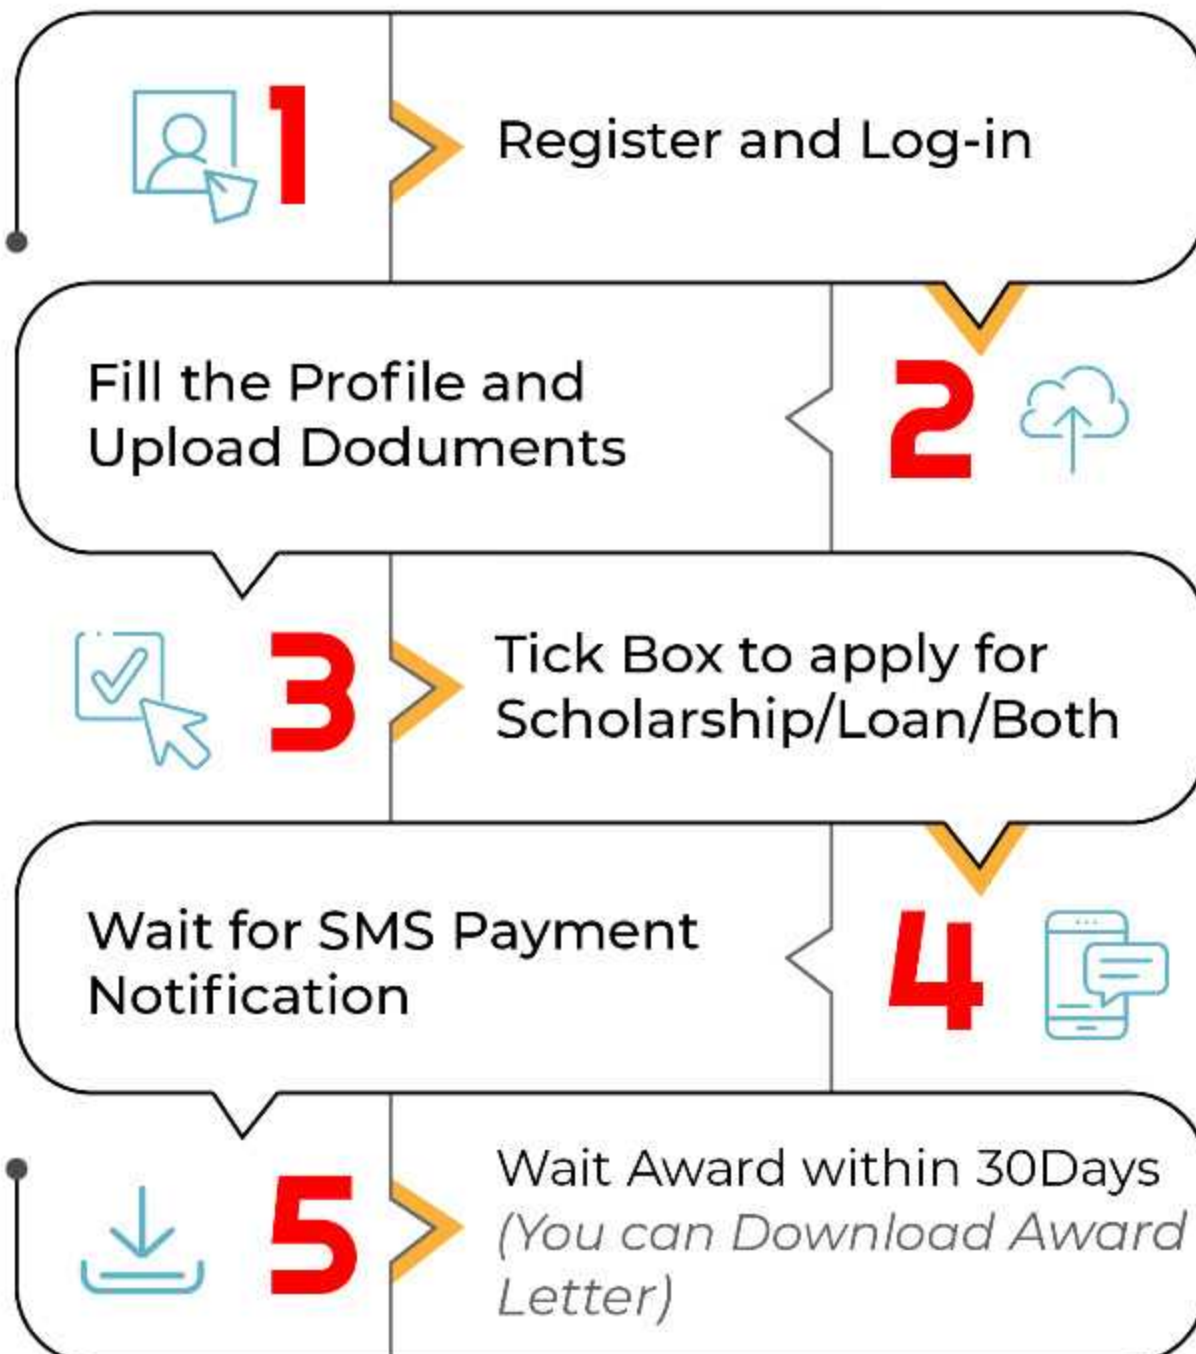 1
Register and Log-in
Fill the Profile and
Upload Doduments
2
3
Tick Box to apply for
Scholarship/Loan/Both
Wait for SMS Payment
Notification
4
5
Wait Award within 30Days
(You can Download Award
Letter)